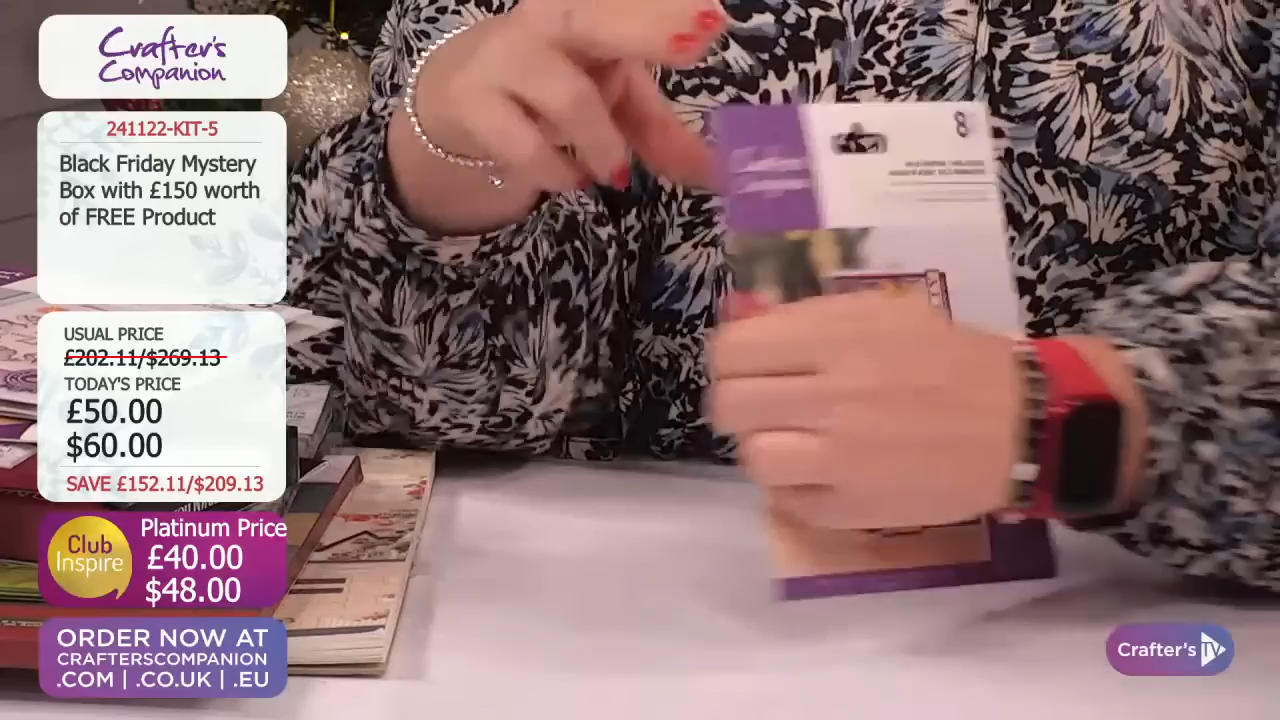 Crafter's
Companion
241122-KIT-5
Black Friday Mystery
Box with £150 worth
of FREE Product
USUAL PRICE
£202.11/$269.13
TODAY'S PRICE
£50.00
$60.00
SAVE £152.11/$209.13
Club
Inspire
Platinum Price
£40.00
$48.00
ORDER NOW AT
CRAFTERSCOMPANION
.COM | .CO.UK | .EU
8
Crafter's TV